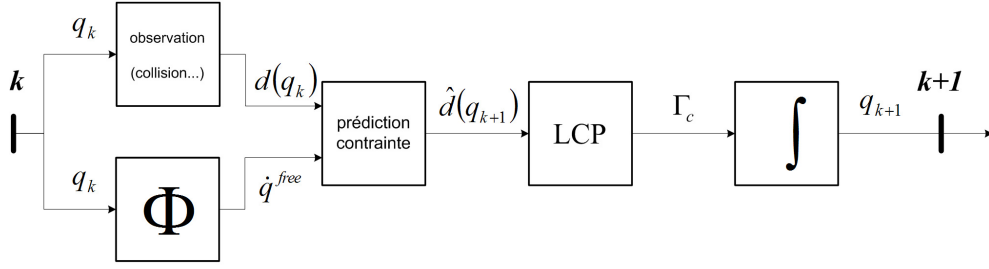 k
q_k
observation
(collision...)
d(q_k)
q_k
Φ
q̇^free
prédiction
contrainte
d̂(q_{k+1})
LCP
Γ_c
∫
q_{k+1}
k+1